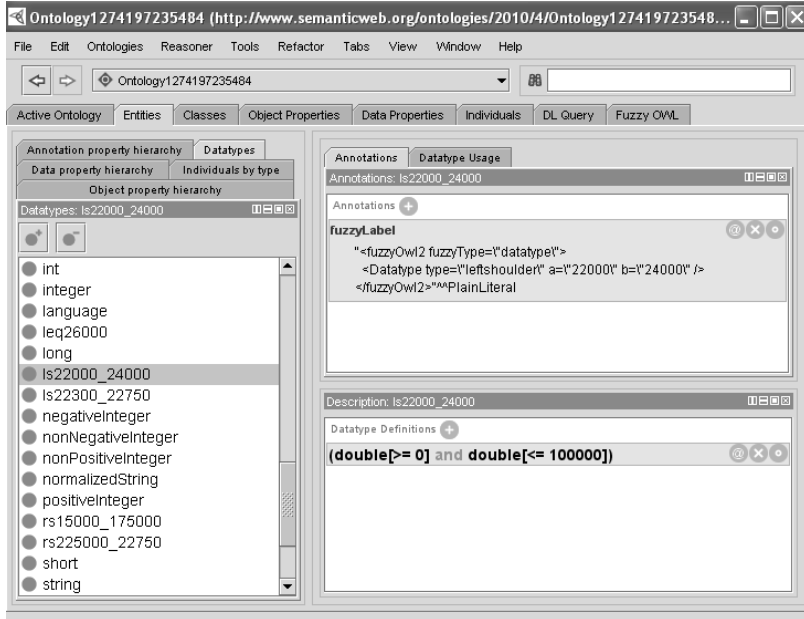 Ontology1274197235484 (http://www.semanticweb.org/ontologies/2010/4/Ontology127419723548...
File Edit Ontologies Reasoner Tools Refactor Tabs View Window Help
Ontology1274197235484
Active Ontology Entities Classes Object Properties Data Properties Individuals DL Query Fuzzy OWL
Annotation property hierarchy Datatypes
Data property hierarchy Individuals by type
Object property hierarchy
Datatypes: ls22000_24000
int
integer
language
leq26000
long
ls22000_24000
ls22300_22750
negativeInteger
nonNegativeInteger
nonPositiveInteger
normalizedString
positiveInteger
rs15000_175000
rs225000_22750
short
string
Annotations Datatype Usage
Annotations: ls22000_24000
Annotations
fuzzyLabel
"<fuzzyOwl2 fuzzyType=\"datatype\">
<Datatype type=\"leftshoulder\" a=\"22000\" b=\"24000\" />
</fuzzyOwl2>"^^PlainLiteral
Description: ls22000_24000
Datatype Definitions
(double[>= 0] and double[<= 100000])